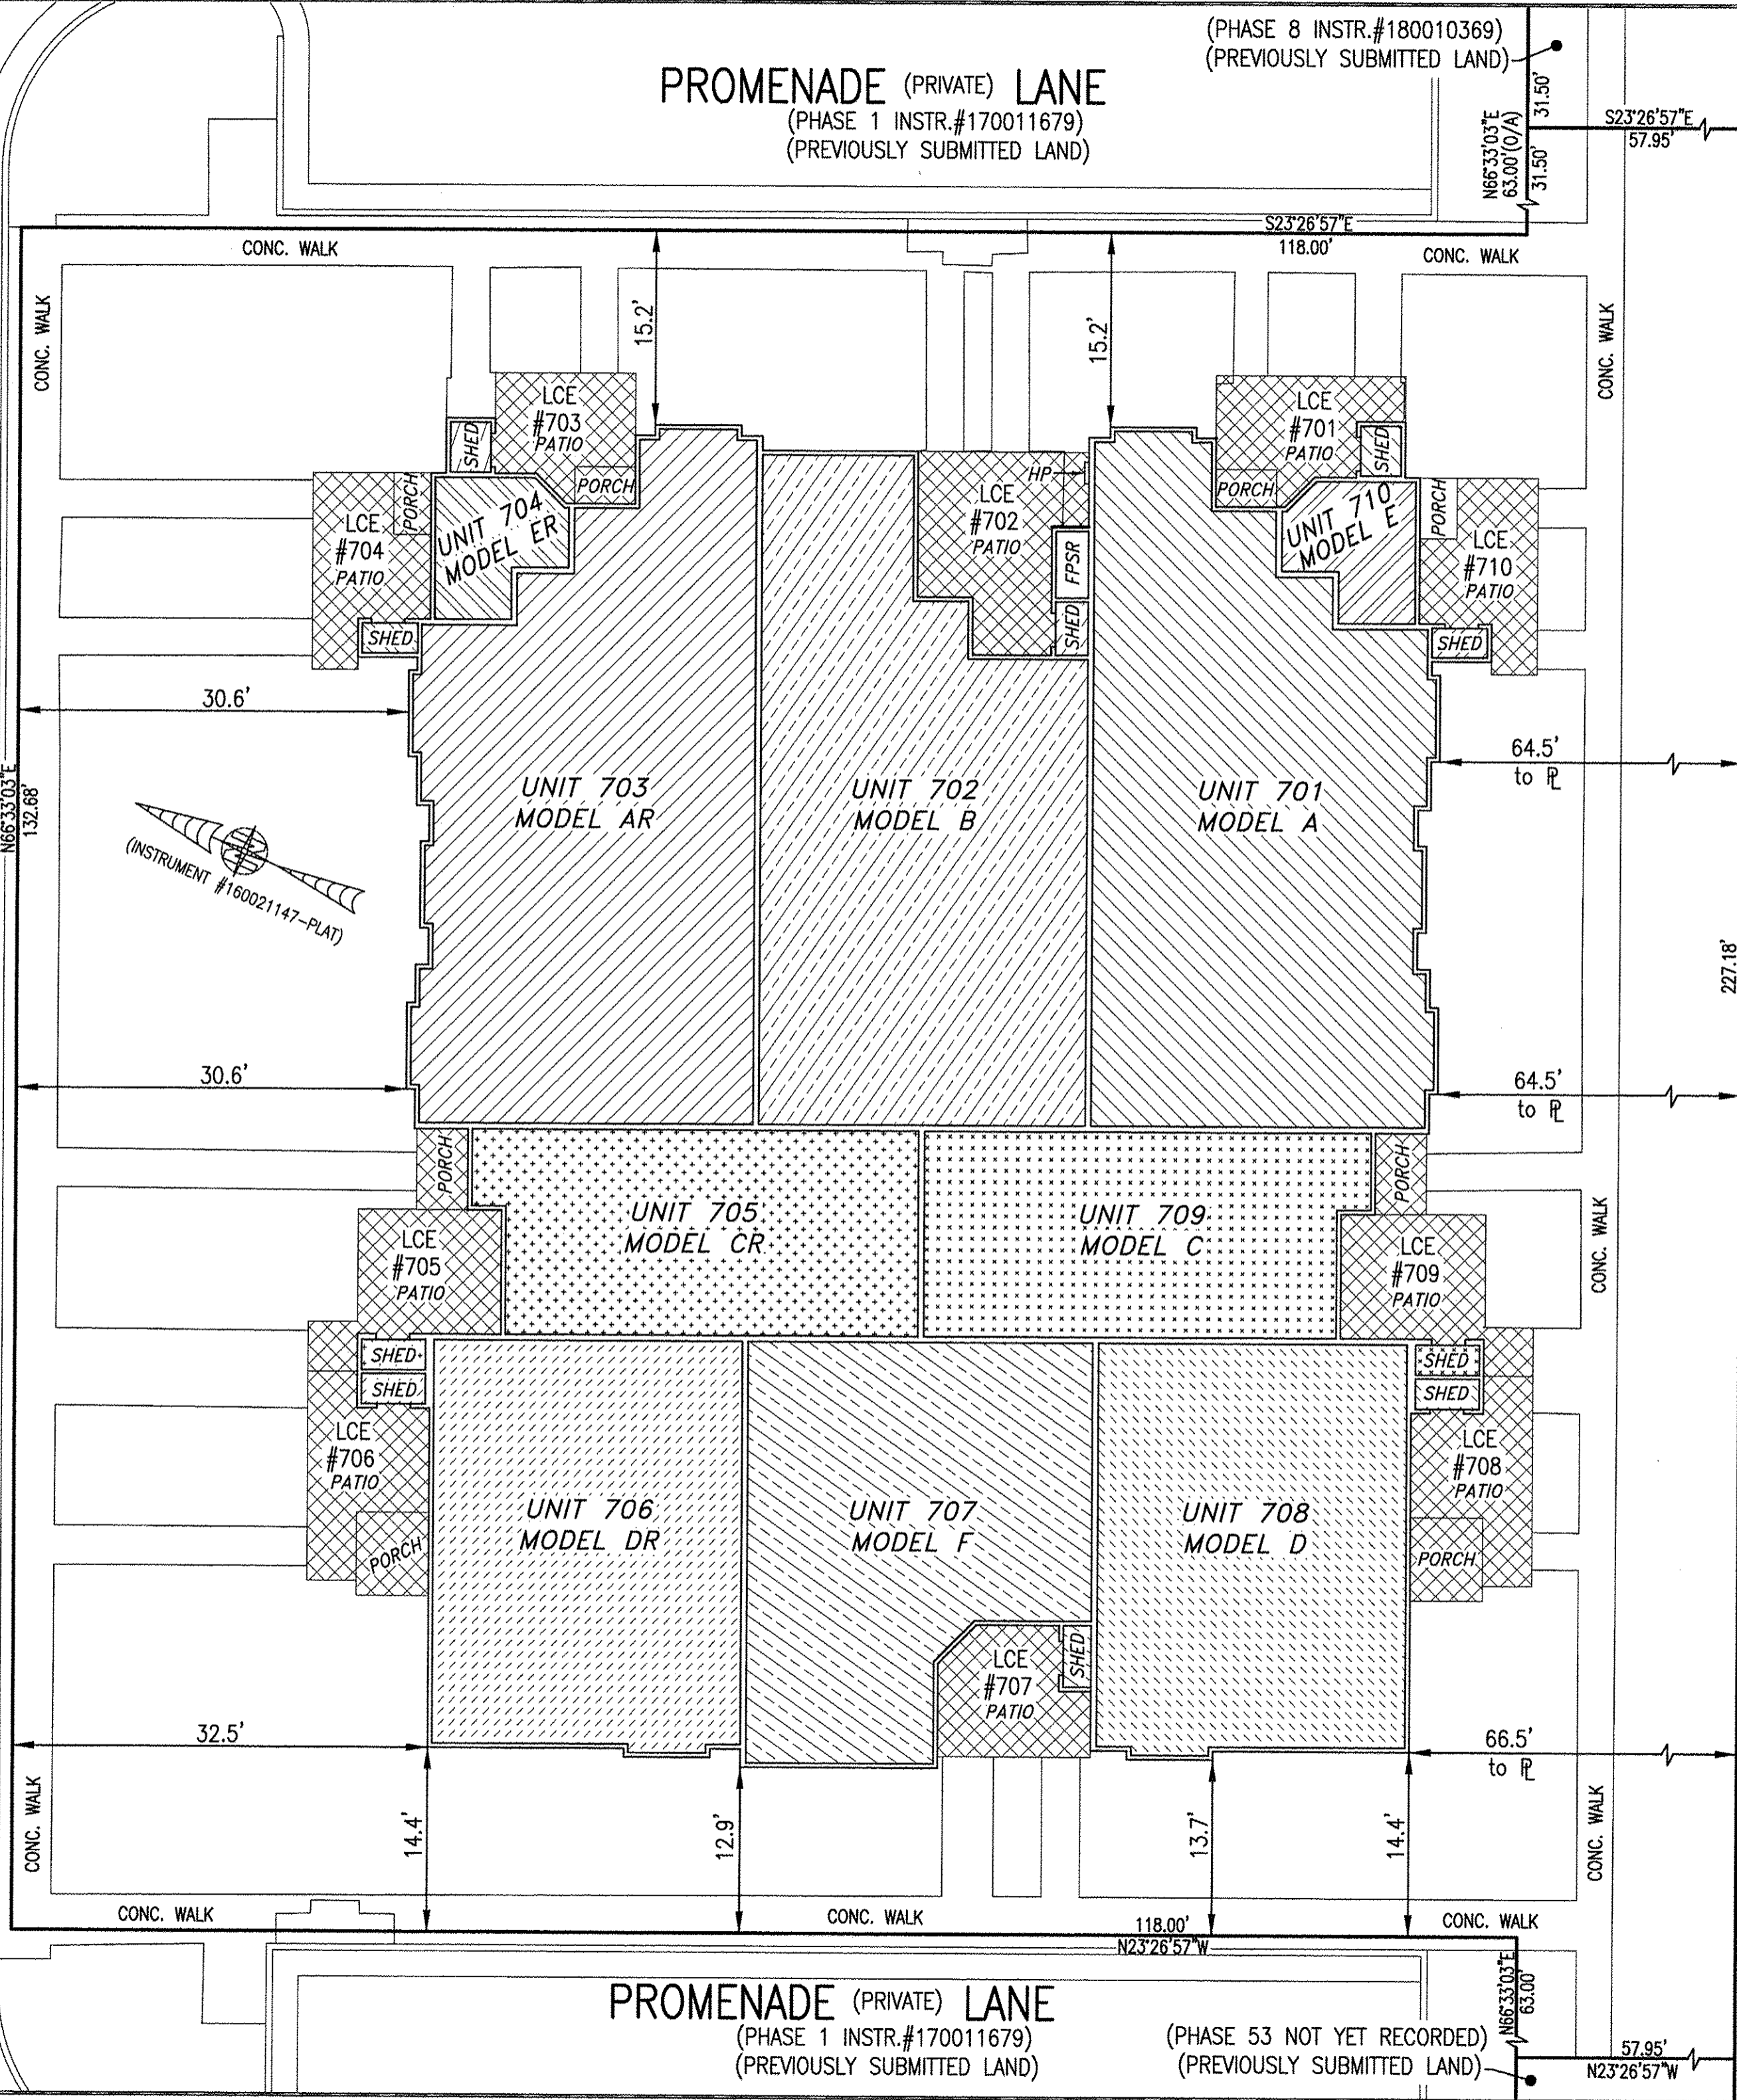 (PHASE 8 INSTR.#180010369)
(PREVIOUSLY SUBMITTED LAND)
PROMENADE (PRIVATE) LANE
(PHASE 1 INSTR.#170011679)
(PREVIOUSLY SUBMITTED LAND)
N66°33'03"E
63.00'(O/A)
31.50'
31.50'
S23°26'57"E
57.95'
S23°26'57"E
118.00'
CONC. WALK
CONC. WALK
CONC. WALK
CONC. WALK
15.2'
15.2'
LCE
#703
PATIO
SHED
PORCH
LCE
#701
PATIO
SHED
PORCH
HP
LCE
#702
PATIO
FPSR
SHED
PORCH
LCE
#704
PATIO
SHED
UNIT 704
MODEL ER
UNIT 710
MODEL E
PORCH
LCE
#710
PATIO
SHED
30.6'
64.5'
to PL
N66°33'03"E
132.68'
(INSTRUMENT #160021147-PLAT)
UNIT 703
MODEL AR
UNIT 702
MODEL B
UNIT 701
MODEL A
227.18'
30.6'
64.5'
to PL
PORCH
UNIT 705
MODEL CR
UNIT 709
MODEL C
PORCH
LCE
#705
PATIO
LCE
#709
PATIO
CONC. WALK
SHED
SHED
SHED
SHED
LCE
#706
PATIO
PORCH
UNIT 706
MODEL DR
UNIT 707
MODEL F
UNIT 708
MODEL D
LCE
#708
PATIO
PORCH
LCE
#707
PATIO
SHED
32.5'
66.5'
to PL
CONC. WALK
14.4'
12.9'
13.7'
14.4'
CONC. WALK
CONC. WALK
CONC. WALK
118.00'
N23°26'57"W
CONC. WALK
PROMENADE (PRIVATE) LANE
(PHASE 1 INSTR.#170011679)
(PREVIOUSLY SUBMITTED LAND)
(PHASE 53 NOT YET RECORDED)
(PREVIOUSLY SUBMITTED LAND)
N66°33'03"E
63.00'
57.95'
N23°26'57"W